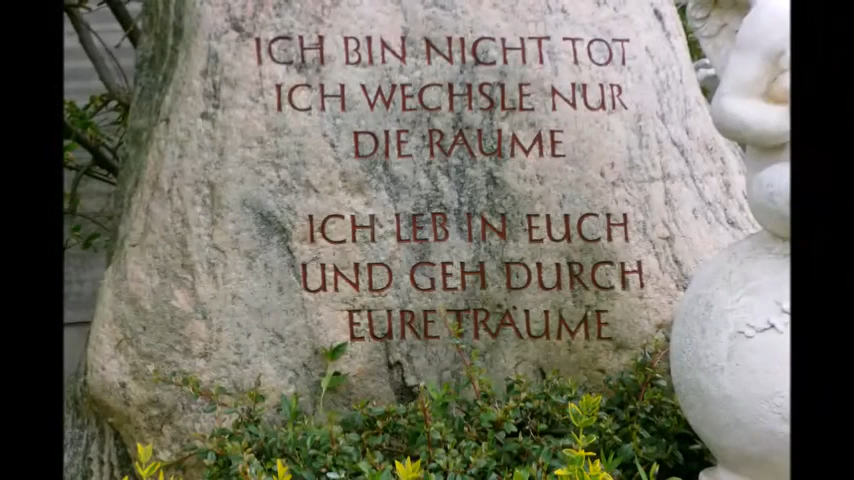 ICH BIN NICHT TOT
ICH WECHSLE NUR
DIE RÄUME
ICH LEB IN EUCH
UND GEH DURCH
EURE TRÄUME